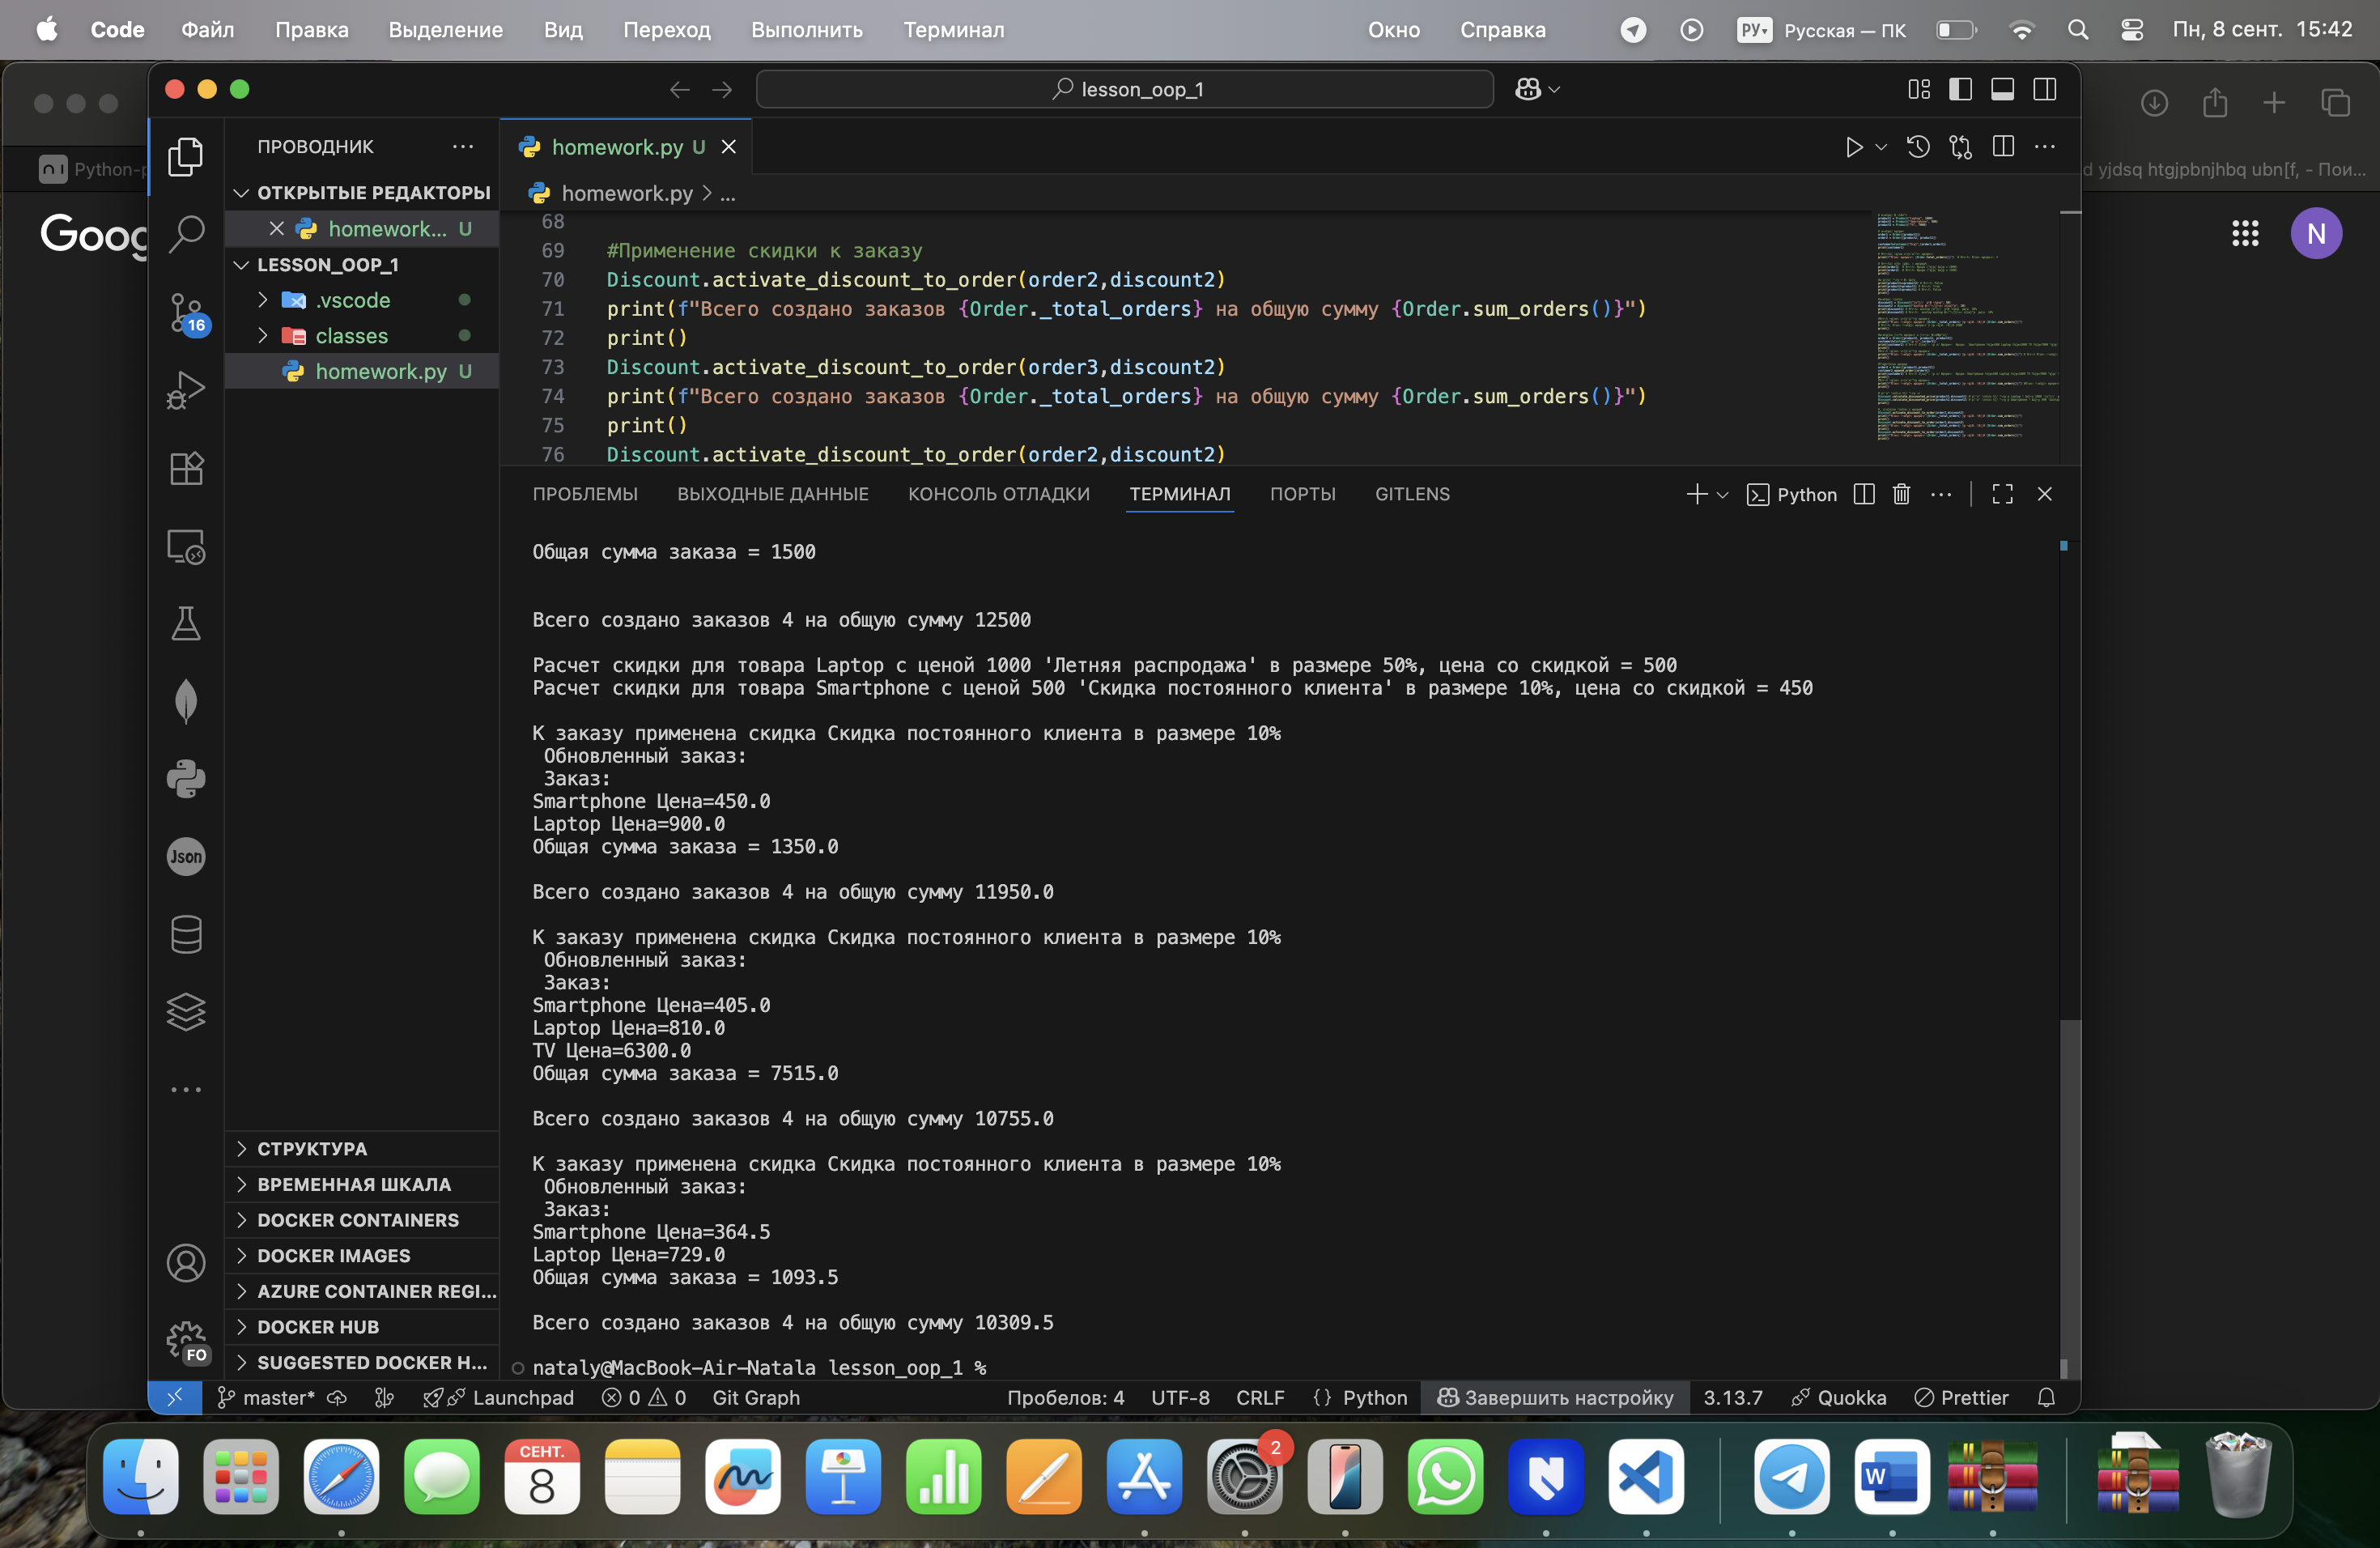 Code Файл Правка Выделение Вид Переход Выполнить Терминал Окно Справка РУ Русская — ПК Пн, 8 сент. 15:42
lesson_oop_1
Python-p
d yjdsq htgjpbnjhbq ubn[f, - Пои...
Goog
N
ПРОВОДНИК
ОТКРЫТЫЕ РЕДАКТОРЫ
homework... U
LESSON_OOP_1
.vscode
classes
homework.py U
16
Json
СТРУКТУРА
ВРЕМЕННАЯ ШКАЛА
DOCKER CONTAINERS
DOCKER IMAGES
AZURE CONTAINER REGI...
DOCKER HUB
SUGGESTED DOCKER H...
FO
homework.py U
homework.py > ...
68
69 #Применение скидки к заказу
70 Discount.activate_discount_to_order(order2,discount2)
71 print(f"Всего создано заказов {Order._total_orders} на общую сумму {Order.sum_orders()}")
72 print()
73 Discount.activate_discount_to_order(order3,discount2)
74 print(f"Всего создано заказов {Order._total_orders} на общую сумму {Order.sum_orders()}")
75 print()
76 Discount.activate_discount_to_order(order2,discount2)
ПРОБЛЕМЫ ВЫХОДНЫЕ ДАННЫЕ КОНСОЛЬ ОТЛАДКИ ТЕРМИНАЛ ПОРТЫ GITLENS Python
Общая сумма заказа = 1500
Всего создано заказов 4 на общую сумму 12500
Расчет скидки для товара Laptop с ценой 1000 'Летняя распродажа' в размере 50%, цена со скидкой = 500
Расчет скидки для товара Smartphone с ценой 500 'Скидка постоянного клиента' в размере 10%, цена со скидкой = 450
К заказу применена скидка Скидка постоянного клиента в размере 10%
Обновленный заказ:
Заказ:
Smartphone Цена=450.0
Laptop Цена=900.0
Общая сумма заказа = 1350.0
Всего создано заказов 4 на общую сумму 11950.0
К заказу применена скидка Скидка постоянного клиента в размере 10%
Обновленный заказ:
Заказ:
Smartphone Цена=405.0
Laptop Цена=810.0
TV Цена=6300.0
Общая сумма заказа = 7515.0
Всего создано заказов 4 на общую сумму 10755.0
К заказу применена скидка Скидка постоянного клиента в размере 10%
Обновленный заказ:
Заказ:
Smartphone Цена=364.5
Laptop Цена=729.0
Общая сумма заказа = 1093.5
Всего создано заказов 4 на общую сумму 10309.5
nataly@MacBook-Air-Natala lesson_oop_1 %
master* Launchpad 0 0 Git Graph Пробелов: 4 UTF-8 CRLF {} Python Завершить настройку 3.13.7 Quokka Prettier
СЕНТ.
8
2
W